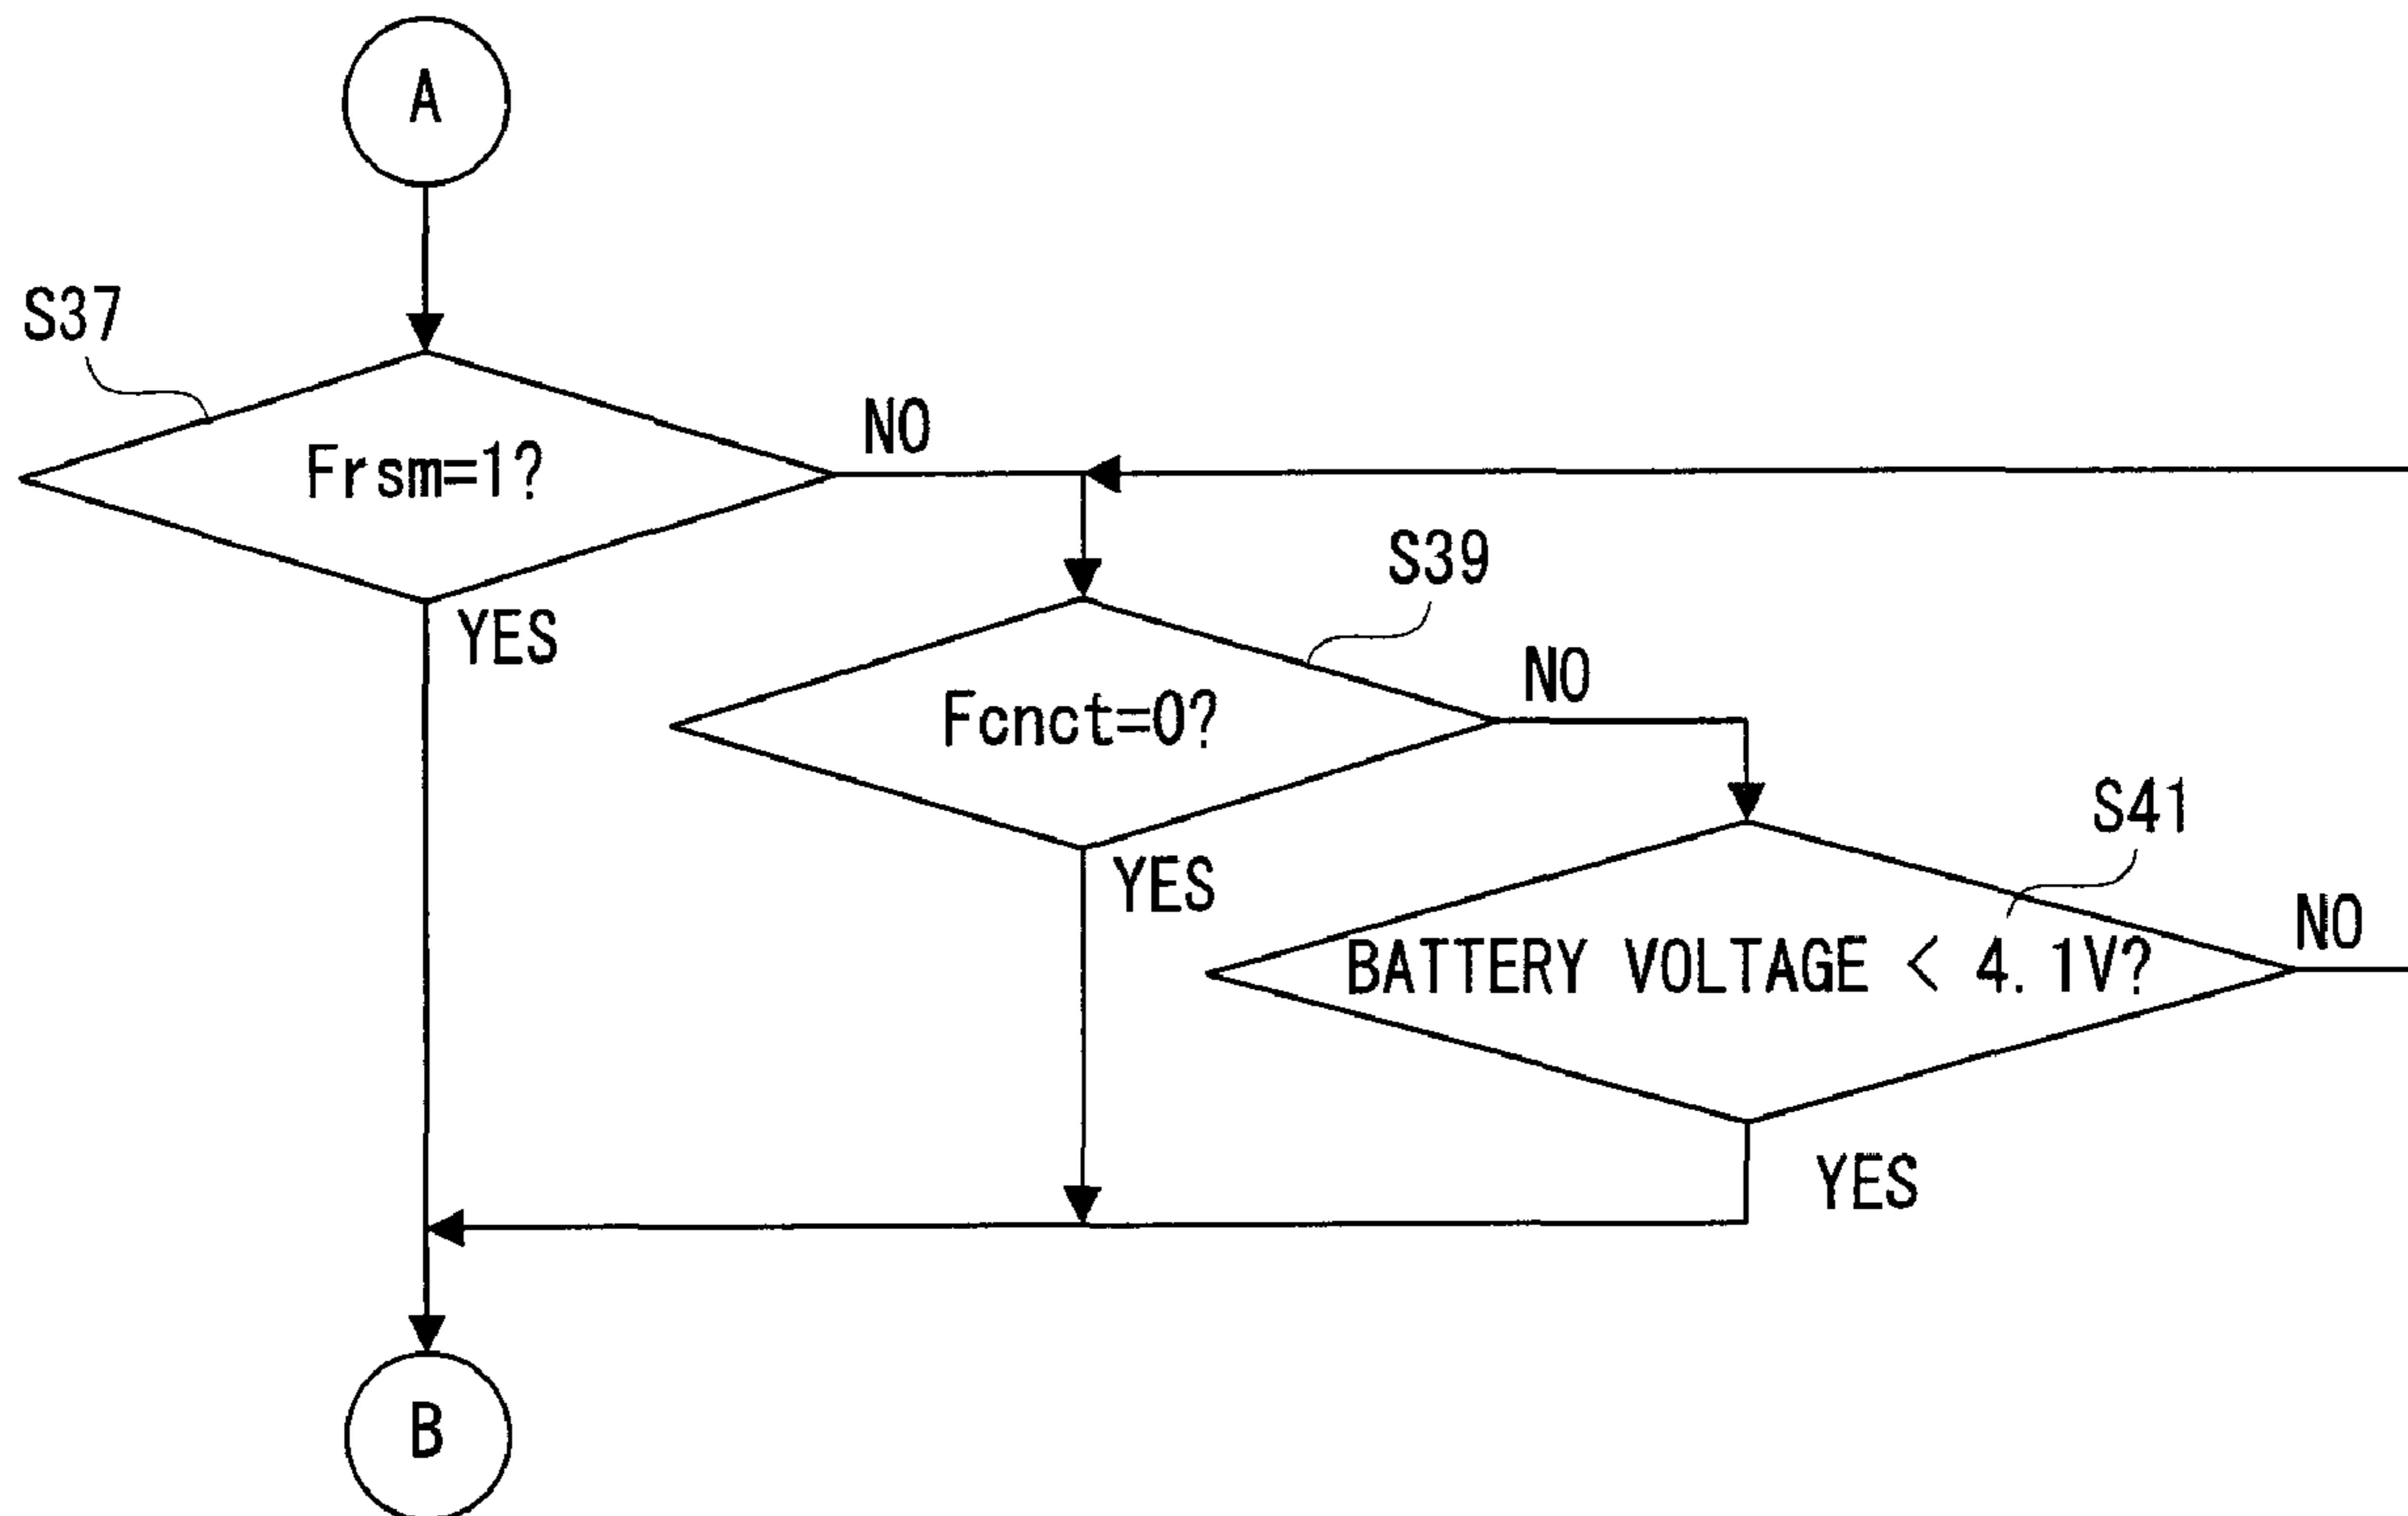 A
S37
Frsm=1?
NO
YES
S39
Fcnct=0?
NO
YES
S41
BATTERY VOLTAGE < 4.1V?
NO
YES
B